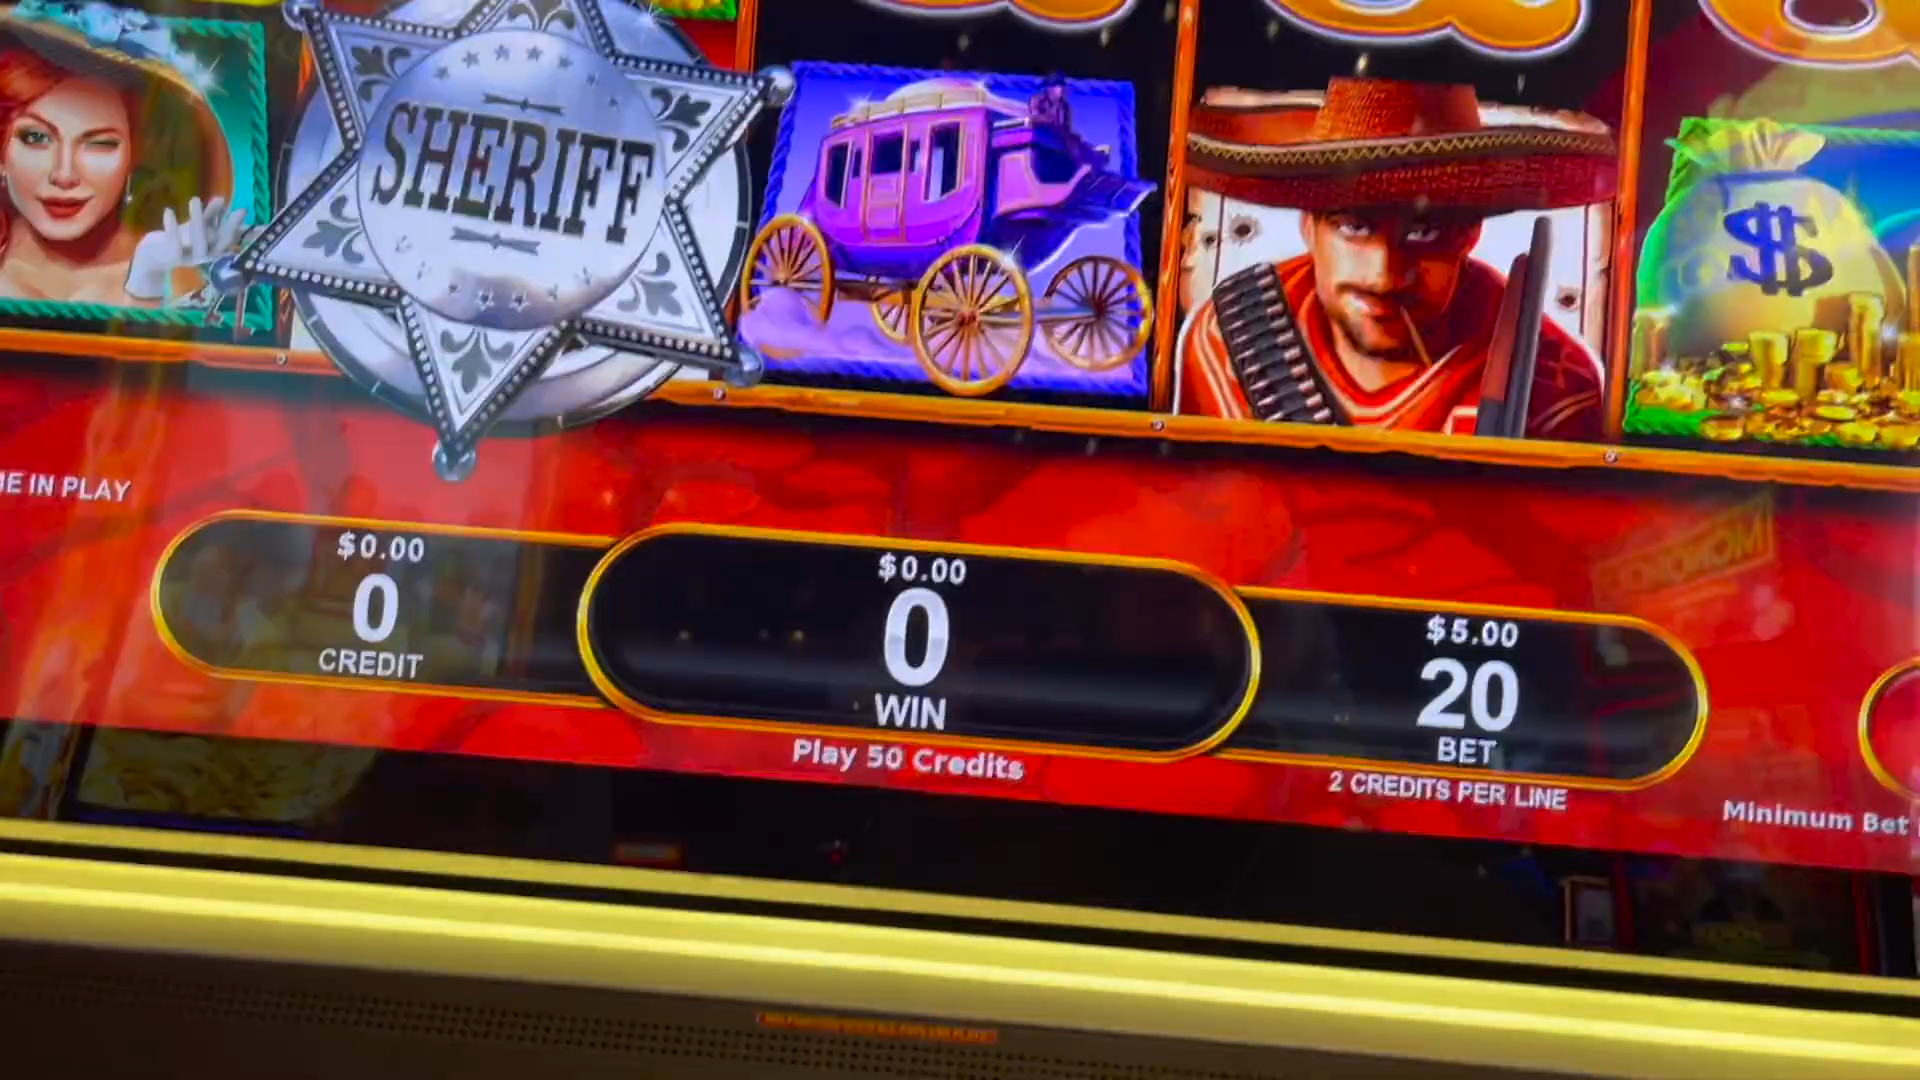 SHERIFF
$
ME IN PLAY
$0.00
0
CREDIT
$0.00
0
WIN
Play 50 Credits
$5.00
20
BET
2 CREDITS PER LINE
Minimum Bet